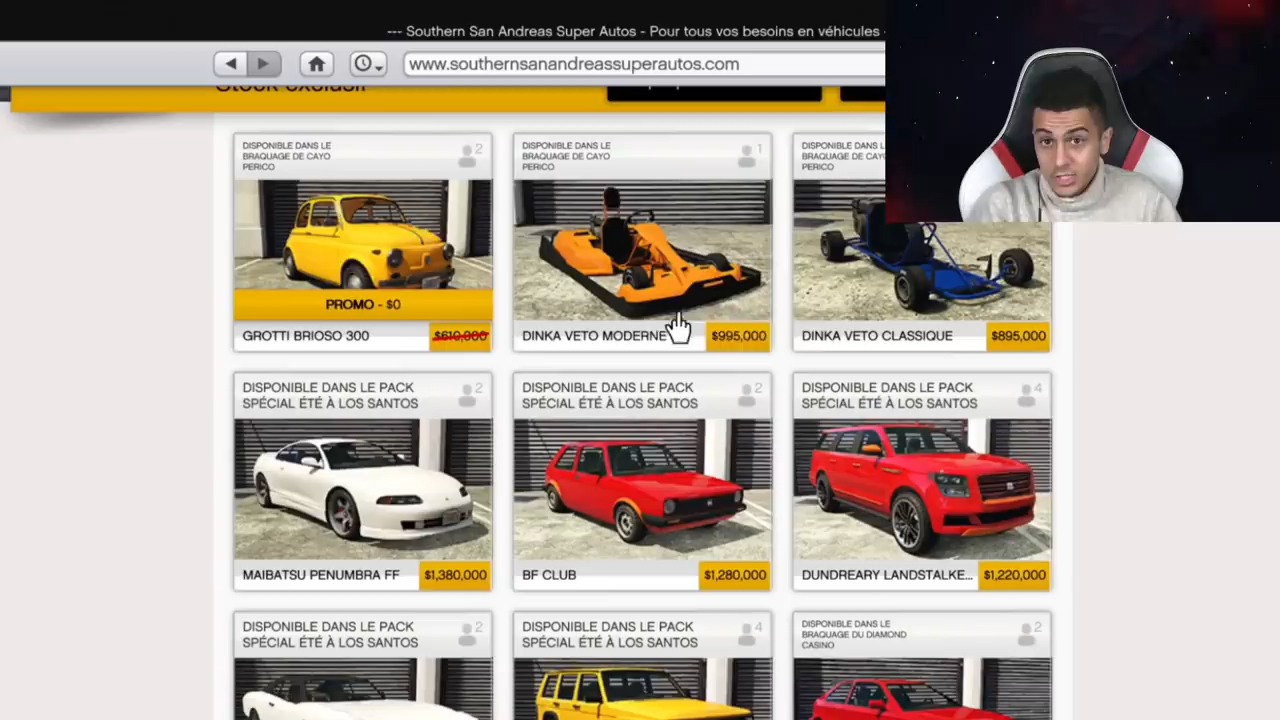 --- Southern San Andreas Super Autos - Pour tous vos besoins en véhicules -
www.southernsanandreassuperautos.com
Stock exclusif
DISPONIBLE DANS LE
BRAQUAGE DE CAYO
PERICO
2
PROMO - $0
GROTTI BRIOSO 300
$610,000
DISPONIBLE DANS LE
BRAQUAGE DE CAYO
PERICO
1
DINKA VETO MODERNE
$995,000
DISPONIBLE DANS LE
BRAQUAGE DE CAY
PERICO
DINKA VETO CLASSIQUE
$895,000
DISPONIBLE DANS LE PACK
SPÉCIAL ÉTÉ À LOS SANTOS
2
MAIBATSU PENUMBRA FF
$1,380,000
DISPONIBLE DANS LE PACK
SPÉCIAL ÉTÉ À LOS SANTOS
2
BF CLUB
$1,280,000
DISPONIBLE DANS LE PACK
SPÉCIAL ÉTÉ À LOS SANTOS
4
DUNDREARY LANDSTALKE...
$1,220,000
DISPONIBLE DANS LE PACK
SPÉCIAL ÉTÉ À LOS SANTOS
2
DISPONIBLE DANS LE PACK
SPÉCIAL ÉTÉ À LOS SANTOS
4
DISPONIBLE DANS LE
BRAQUAGE DU DIAMOND
CASINO
2